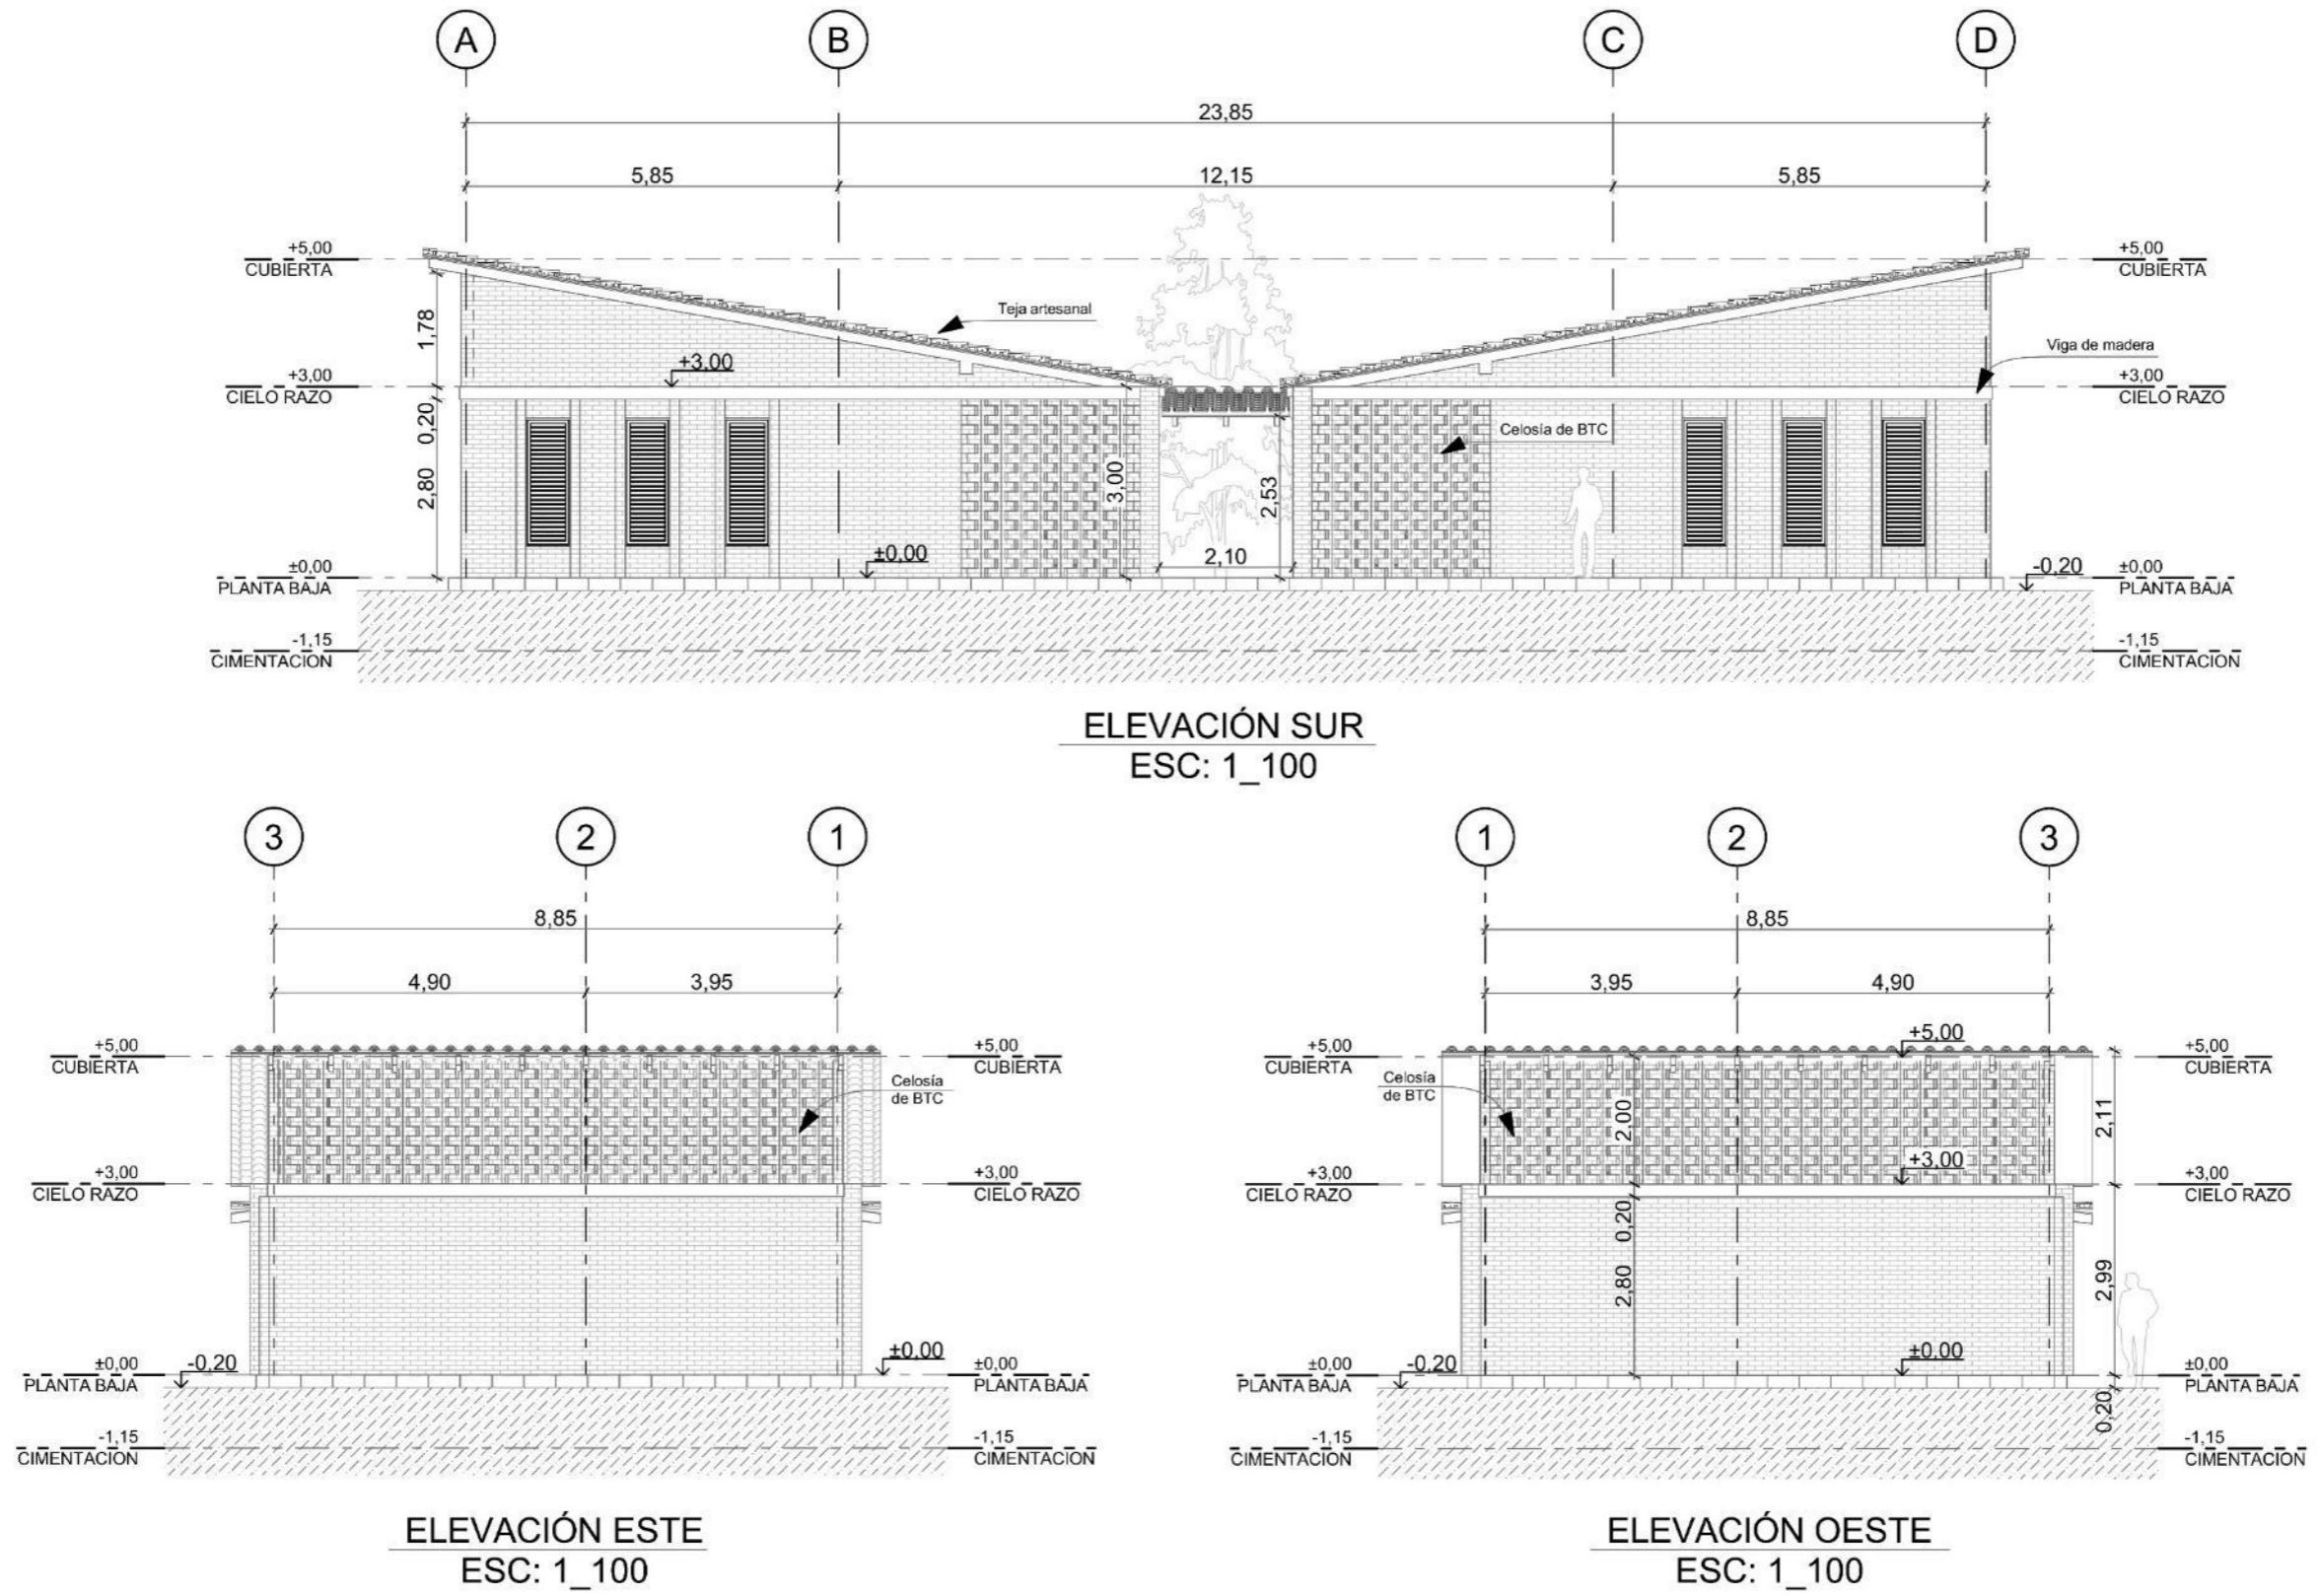 A
B
C
D
23,85
5,85
12,15
5,85
+5,00
CUBIERTA
+5,00
CUBIERTA
Teja artesanal
1,78
+3,00
Viga de madera
+3,00
CIELO RAZO
+3,00
CIELO RAZO
0,20
Celosía de BTC
2,80
3,00
2,53
±0,00
2,10
±0,00
PLANTA BAJA
-0,20
±0,00
PLANTA BAJA
-1,15
CIMENTACION
-1,15
CIMENTACION
ELEVACIÓN SUR
ESC: 1_100
3
2
1
8,85
4,90
3,95
+5,00
CUBIERTA
+5,00
CUBIERTA
Celosía
de BTC
+3,00
CIELO RAZO
+3,00
CIELO RAZO
±0,00
PLANTA BAJA
-0,20
±0,00
±0,00
PLANTA BAJA
-1,15
CIMENTACION
-1,15
CIMENTACION
ELEVACIÓN ESTE
ESC: 1_100
1
2
3
8,85
3,95
4,90
+5,00
+5,00
CUBIERTA
+5,00
CUBIERTA
Celosía
de BTC
2,00
2,11
+3,00
+3,00
CIELO RAZO
+3,00
CIELO RAZO
0,20
2,80
2,99
±0,00
±0,00
PLANTA BAJA
-0,20
±0,00
PLANTA BAJA
0,20
-1,15
CIMENTACION
-1,15
CIMENTACION
ELEVACIÓN OESTE
ESC: 1_100